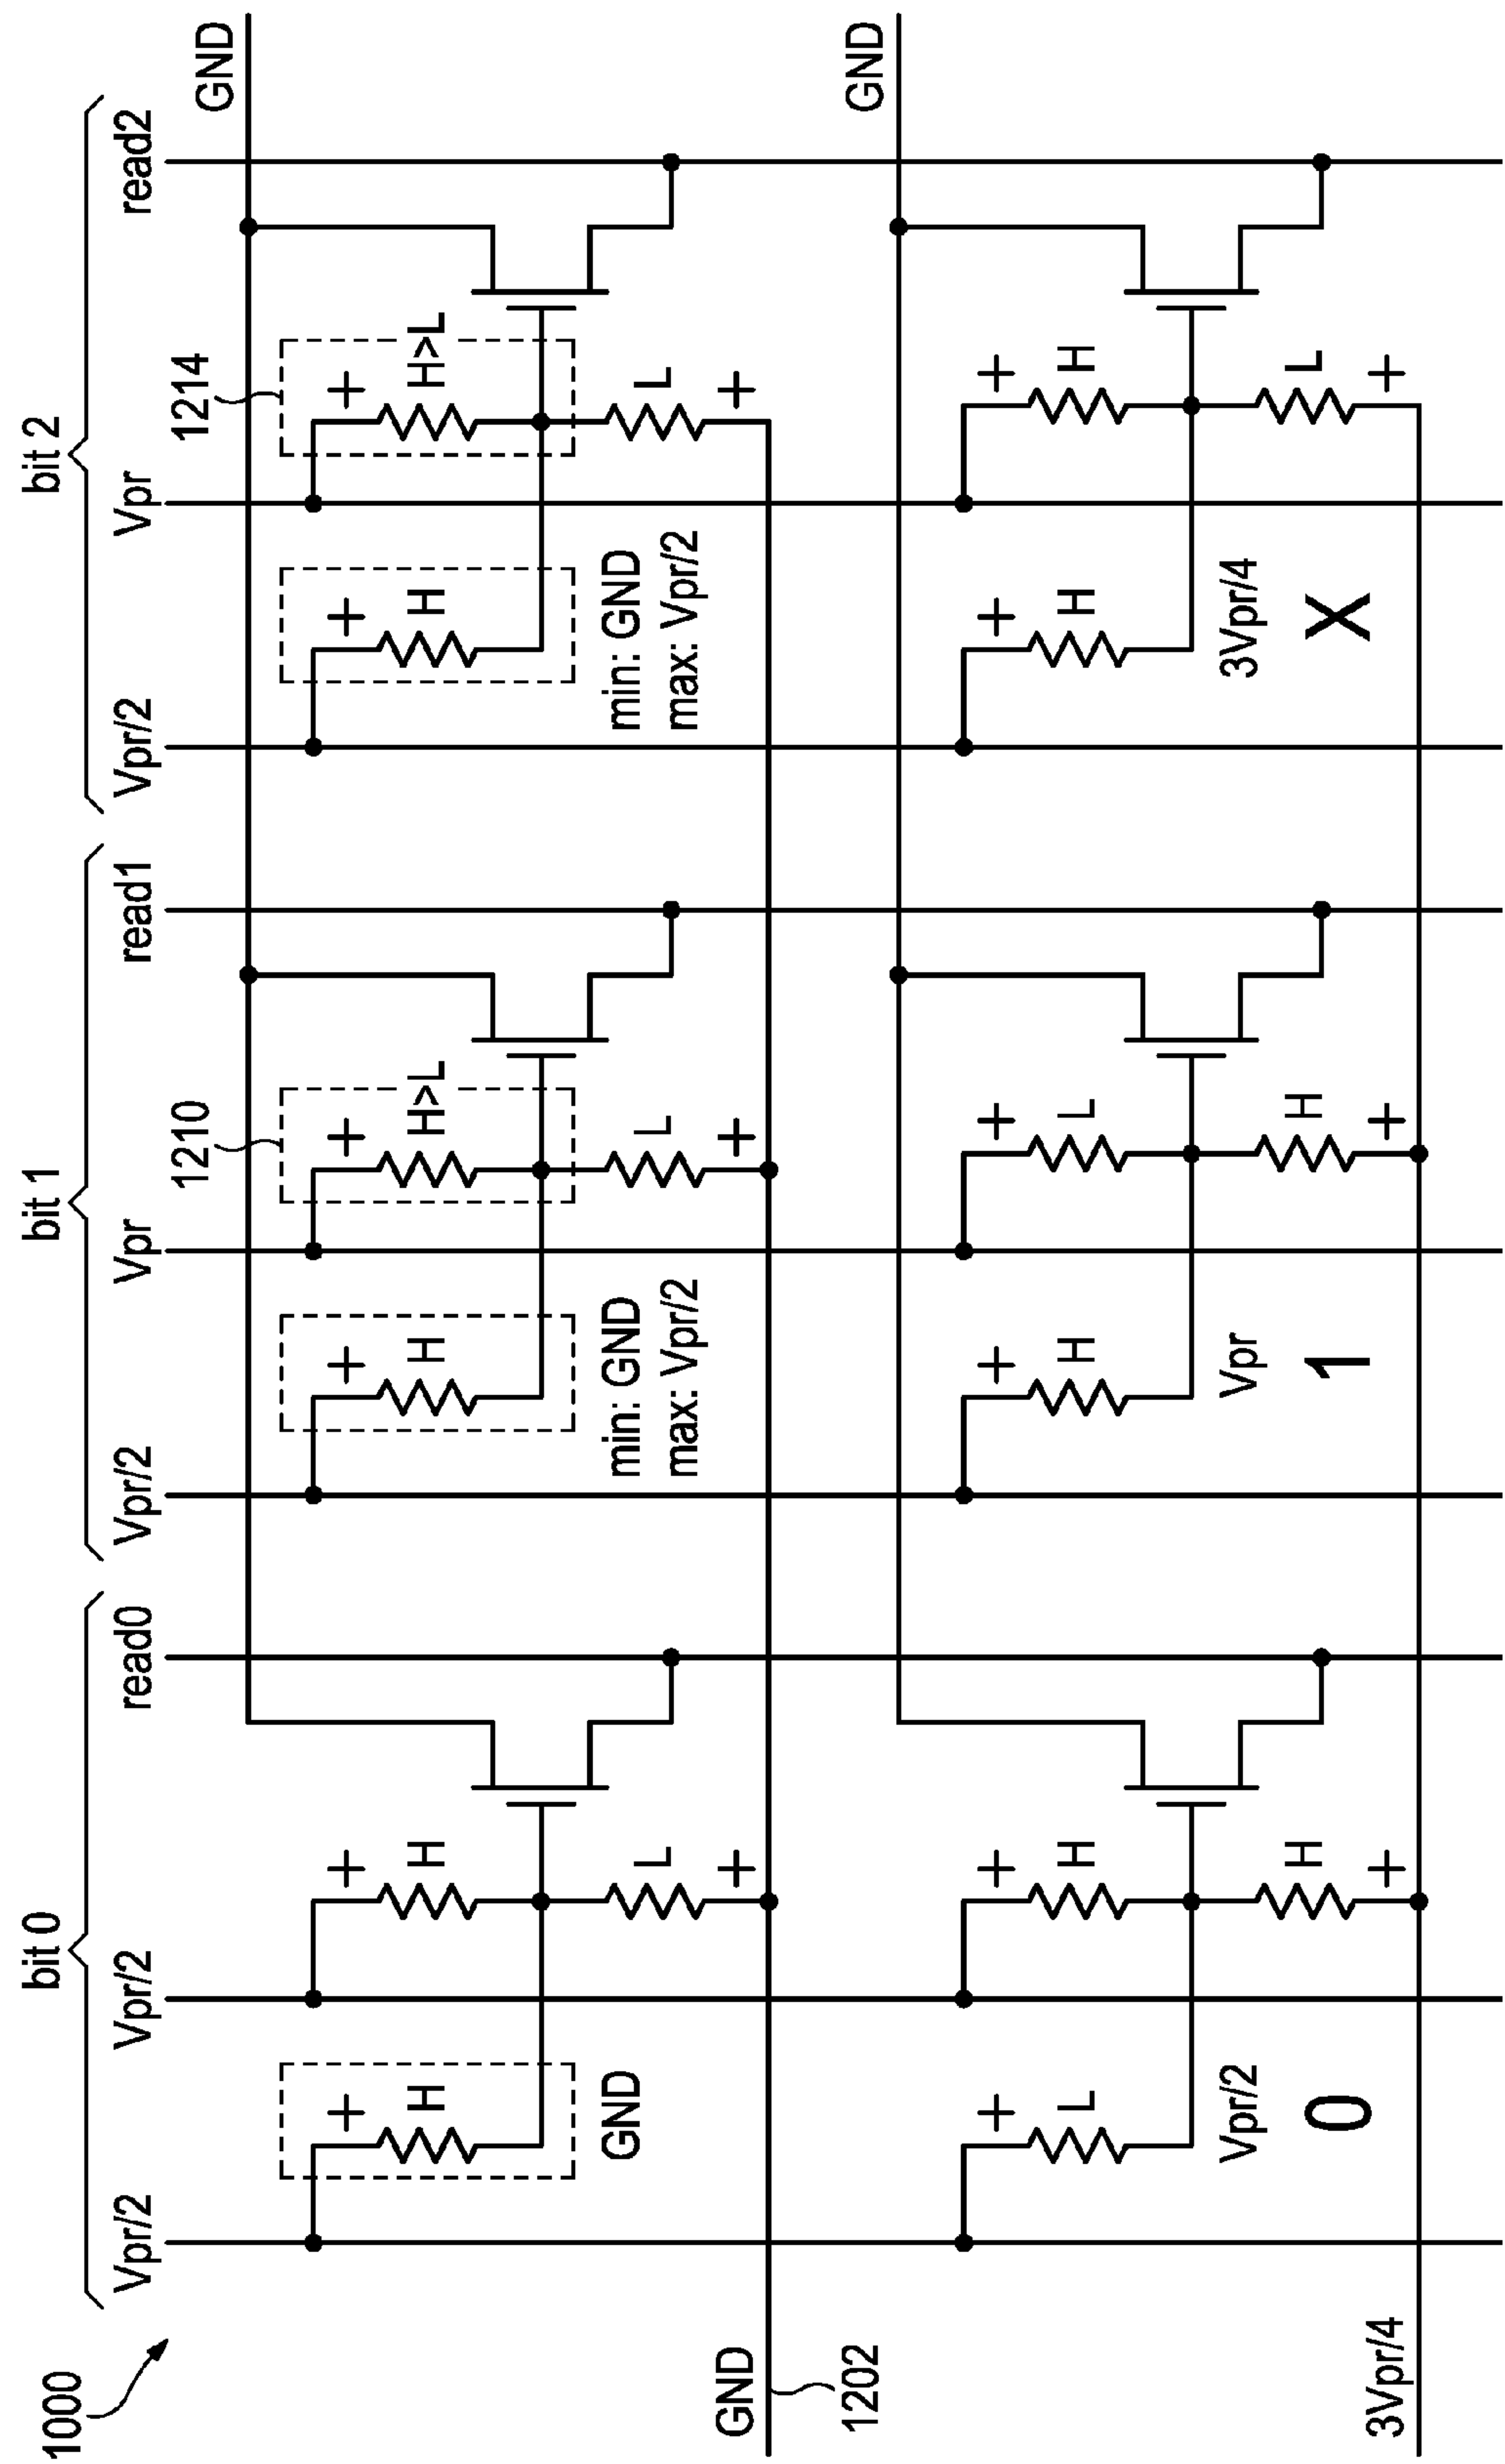 1000
bit 0
bit 1
bit 2
Vpr/2
Vpr/2
read0
Vpr/2
Vpr
read1
Vpr/2
Vpr
read2
GND
1210
1214
+ H
+ H
+ H
+ H>L
+ H
+ H>L
GND
L +
min: GND
max: Vpr/2
L +
min: GND
max: Vpr/2
L +
GND
1202
GND
+ L
+ H
+ H
+ L
+ H
+ H
Vpr/2
0
H +
Vpr
1
H +
3Vpr/4
X
L +
3Vpr/4